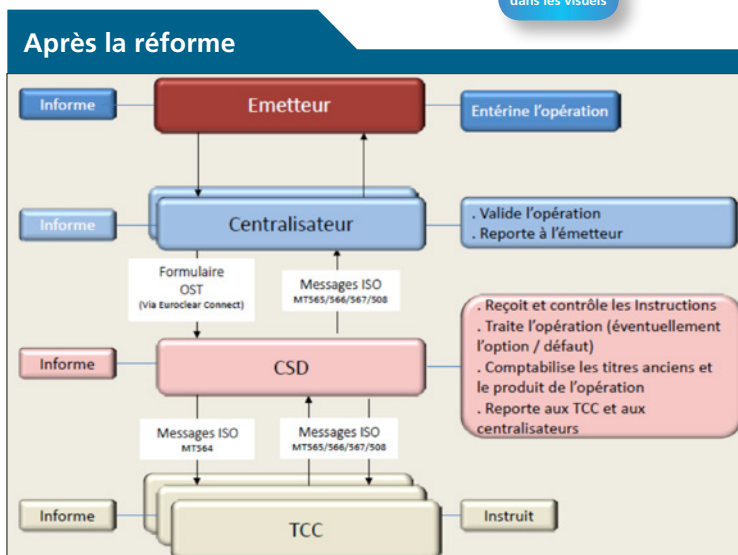 dans les visuels
Après la réforme
Informe
Emetteur
Entérine l'opération
Informe
Centralisateur
. Valide l'opération
. Reporte à l'émetteur
Formulaire
OST
(Via Euroclear Connect)
Messages ISO
MT565/566/567/508
Informe
CSD
. Reçoit et contrôle les Instructions
. Traite l'opération (éventuellement
l'option / défaut)
. Comptabilise les titres anciens et
le produit de l'opération
. Reporte aux TCC et aux
centralisateurs
Messages ISO
MT564
Messages ISO
MT565/566/567/508
Informe
TCC
Instruit